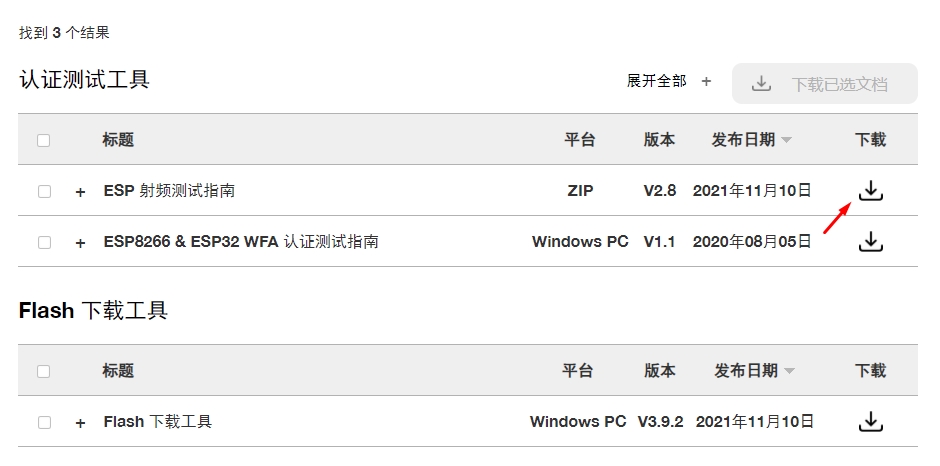 找到 3 个结果
认证测试工具 展开全部 + 下载已选文档
标题 平台 版本 发布日期 下载
+ ESP 射频测试指南 ZIP V2.8 2021年11月10日
+ ESP8266 & ESP32 WFA 认证测试指南 Windows PC V1.1 2020年08月05日
Flash 下载工具
标题 平台 版本 发布日期 下载
+ Flash 下载工具 Windows PC V3.9.2 2021年11月10日